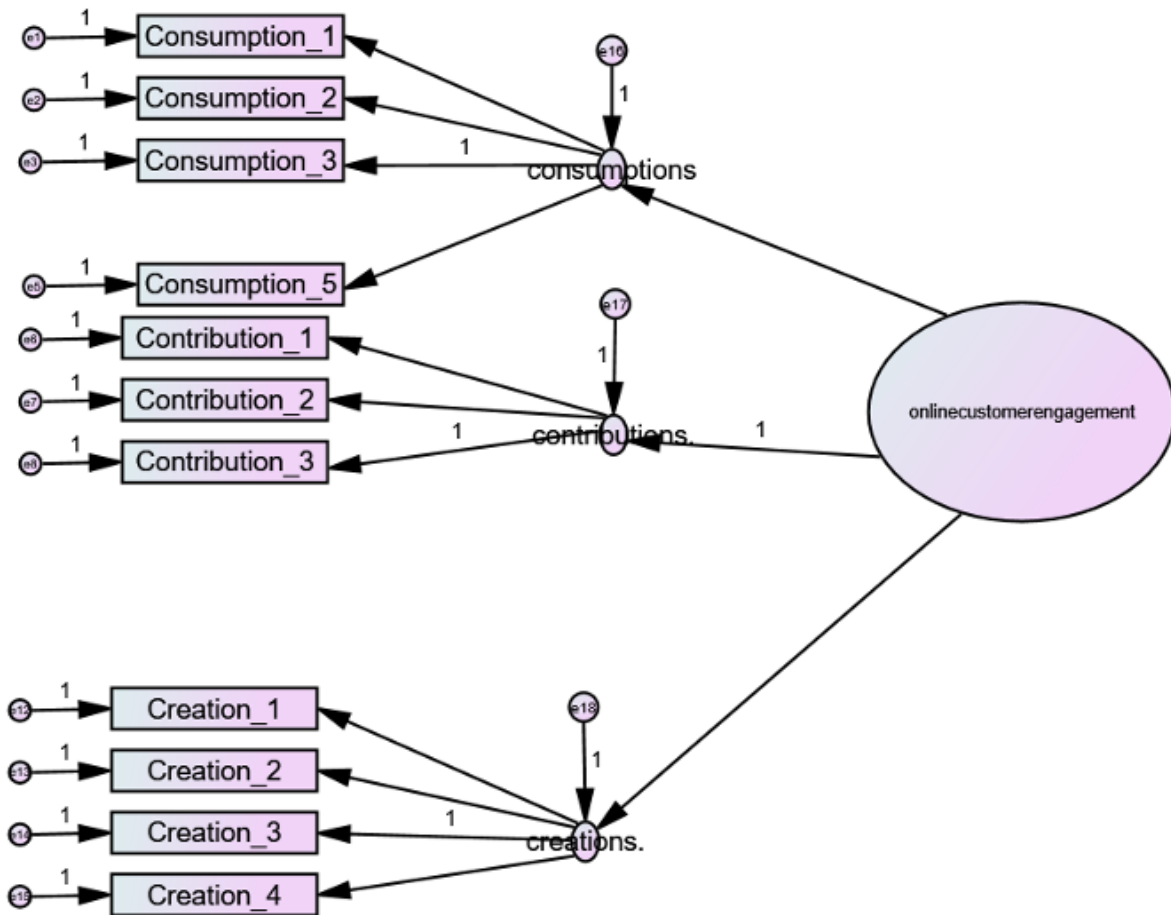 e1 1 Consumption_1
e16
e2 1 Consumption_2
1
e3 1 Consumption_3 1
consumptions
e5 1 Consumption_5
e17
e6 1 Contribution_1
1
e7 1 Contribution_2
onlinecustomerengagement
contributions. 1
e8 1 Contribution_3 1
e12 1 Creation_1
e18
1
e13 1 Creation_2
e14 1 Creation_3 1
creations.
e15 1 Creation_4